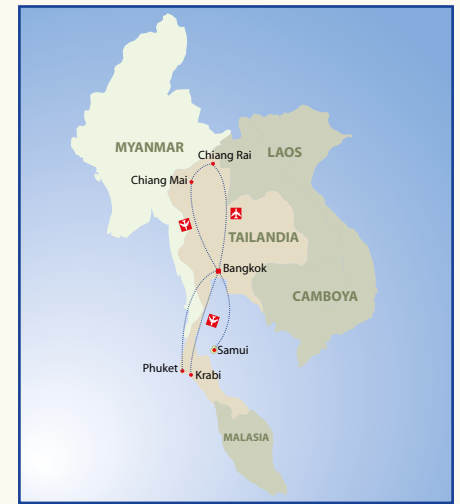 MYANMAR
Chiang Rai
LAOS
Chiang Mai
TAILANDIA
Bangkok
CAMBOYA
Samui
Phuket
Krabi
MALASIA